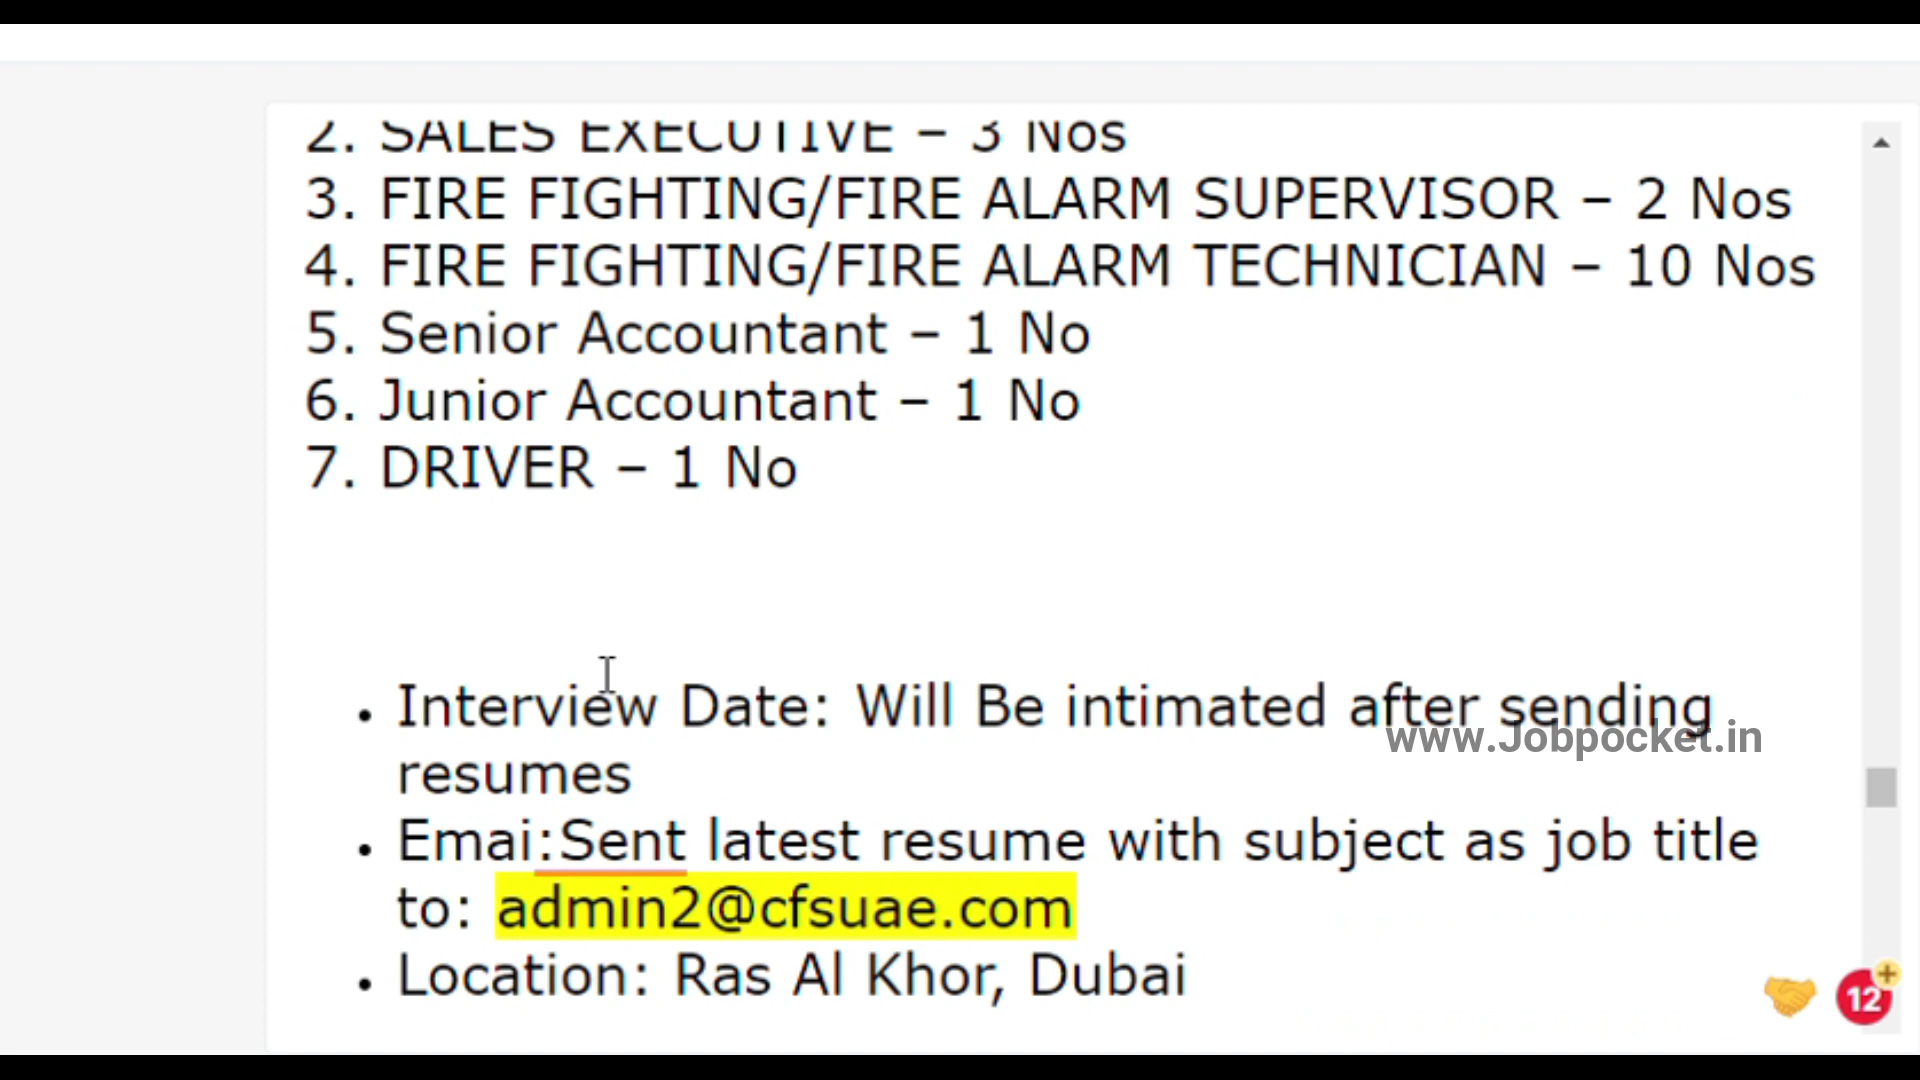 2. SALES EXECUTIVE – 3 Nos
3. FIRE FIGHTING/FIRE ALARM SUPERVISOR – 2 Nos
4. FIRE FIGHTING/FIRE ALARM TECHNICIAN – 10 Nos
5. Senior Accountant – 1 No
6. Junior Accountant – 1 No
7. DRIVER – 1 No
• Interview Date: Will Be intimated after sending
www.Jobpocket.in
resumes
• Emai:Sent latest resume with subject as job title
to: admin2@cfsuae.com
• Location: Ras Al Khor, Dubai
12